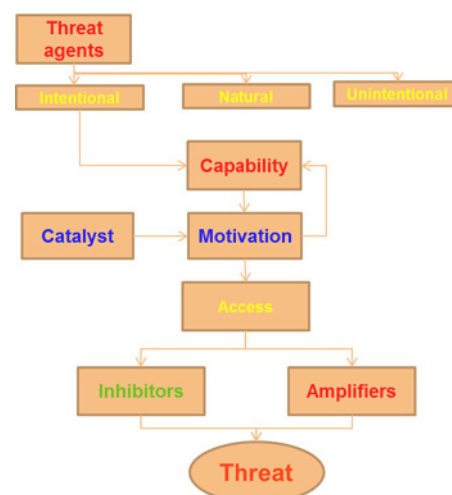 Threat
agents
Intentional
Natural
Unintentional
Capability
Catalyst
Motivation
Access
Inhibitors
Amplifiers
Threat